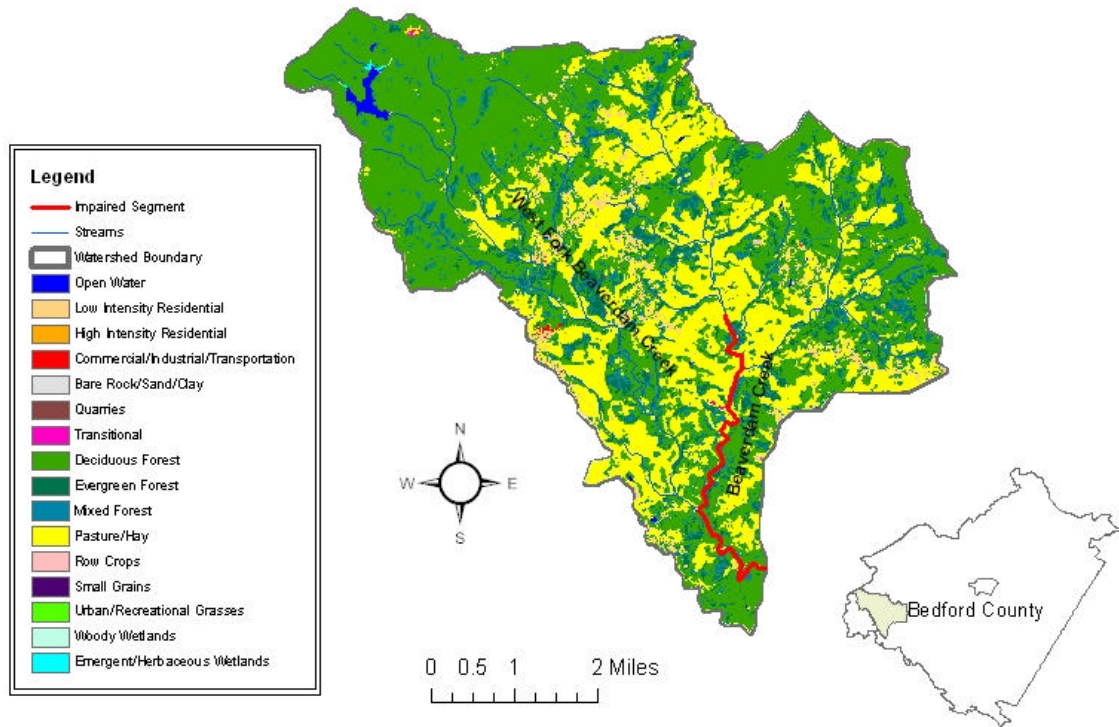 Legend
Impaired Segment
Streams
Watershed Boundary
Open Water
Low Intensity Residential
High Intensity Residential
Commercial/Industrial/Transportation
Bare Rock/Sand/Clay
Quarries
Transitional
Deciduous Forest
Evergreen Forest
Mixed Forest
Pasture/Hay
Row Crops
Small Grains
Urban/Recreational Grasses
Woody Wetlands
Emergent/Herbaceous Wetlands
West Fork Beaverdam Creek
Beaverdam Creek
N
W E
S
0 0.5 1 2 Miles
Bedford County